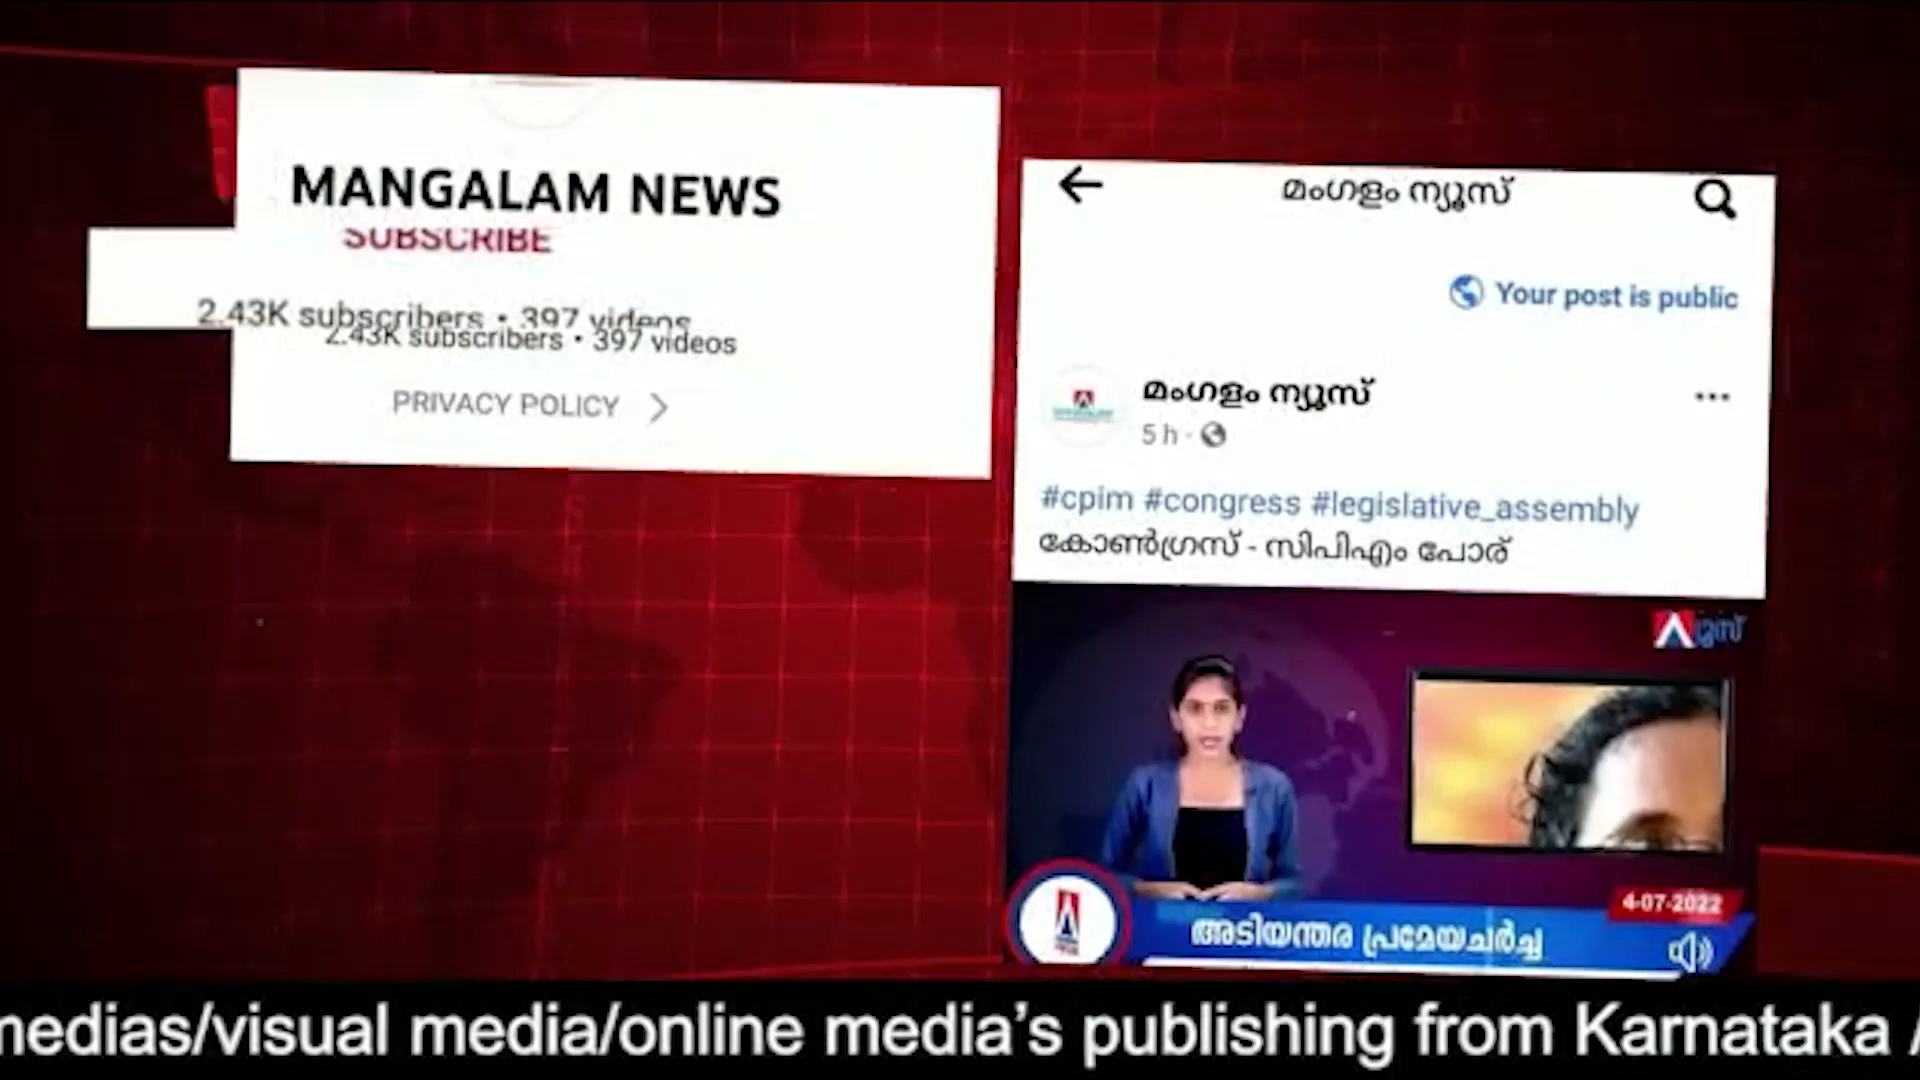 MANGALAM NEWS
SUBSCRIBE
2.43K subscribers • 397 videos
2.43K subscribers • 397 videos
PRIVACY POLICY
മംഗളം ന്യൂസ്
Your post is public
മംഗളം ന്യൂസ്
5 h ·
#cpim #congress #legislative_assembly
കോൺഗ്രസ് - സിപിഎം പോര്
4-07-2022
അടിയന്തര പ്രമേയചർച്ച
medias/visual media/online media's publishing from Karnataka /